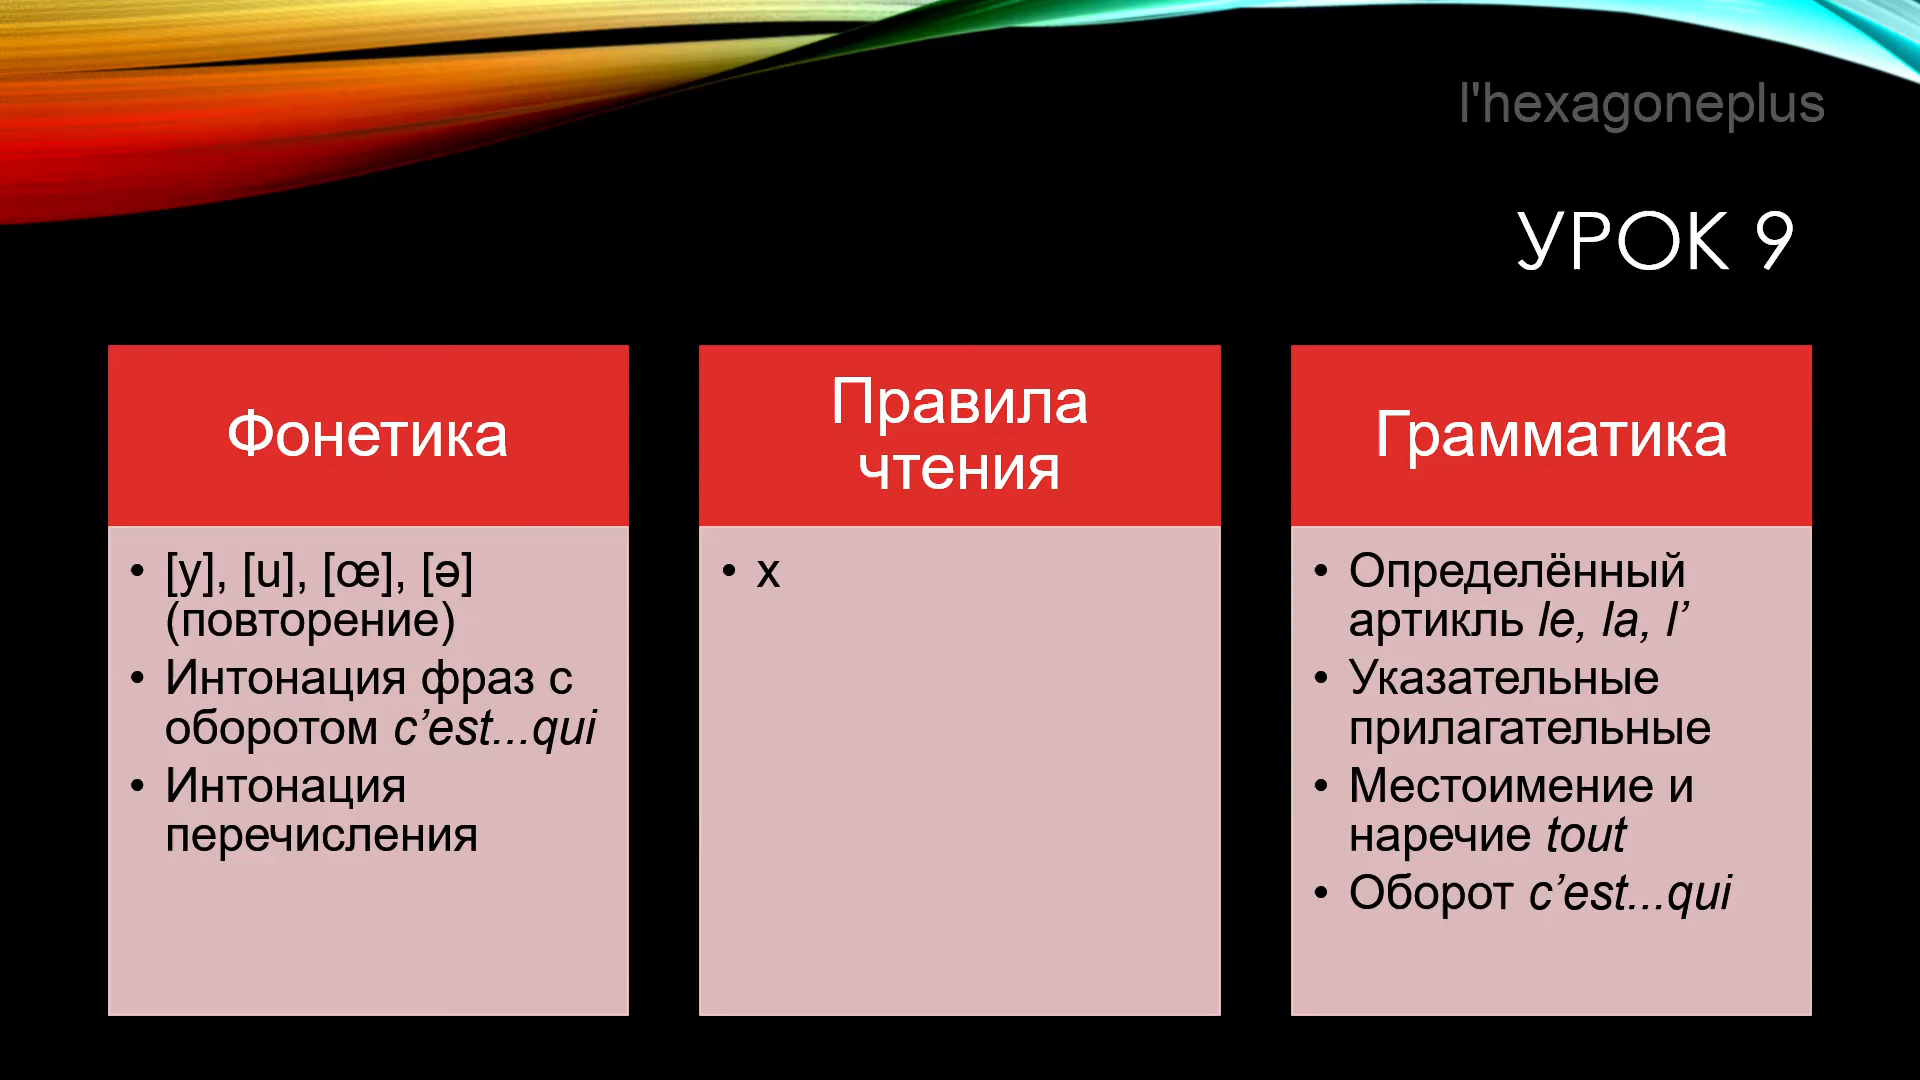 l'hexagoneplus
УРОК 9
Фонетика
• [y], [u], [œ], [ə]
(повторение)
• Интонация фраз с
оборотом c’est...qui
• Интонация
перечисления
Правила
чтения
• x
Грамматика
• Определённый
артикль le, la, l’
• Указательные
прилагательные
• Местоимение и
наречие tout
• Оборот c’est...qui